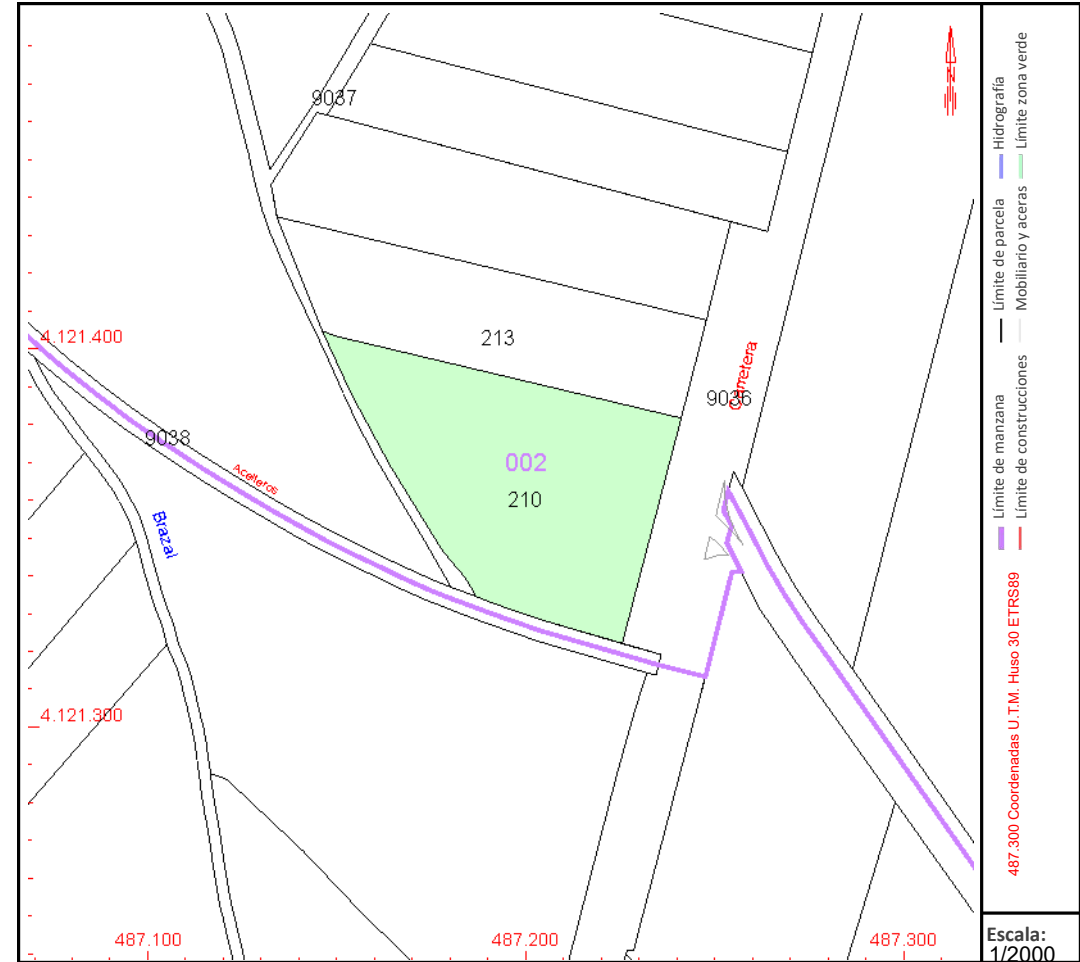 9037
4.121.400
213
Carretera
9036
9038
Aceiteros
002
210
Brazal
4.121.300
487.100
487.200
487.300
N
Límite de manzana
Límite de parcela
Hidrografía
Límite de construcciones
Mobiliario y aceras
Límite zona verde
487.300 Coordenadas U.T.M. Huso 30 ETRS89
Escala:
1/2000